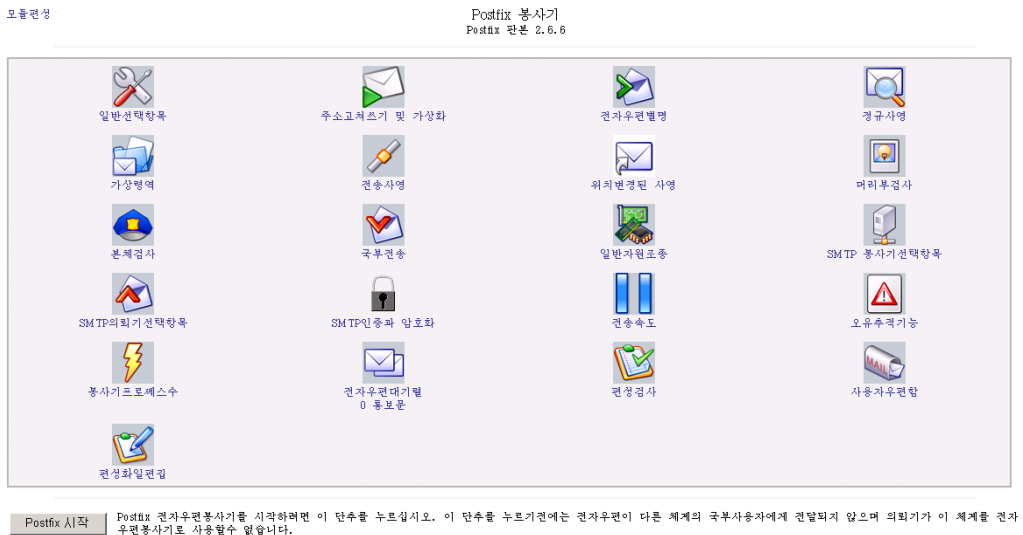 모듈편성
Postfix 봉사기
Postfix 판본 2.6.6
일반선택항목
주소고쳐쓰기 및 가상화
전자우편별명
정규사영
가상령역
전송사영
위치변경된 사영
머리부검사
본체검사
국부전송
일반자원조종
SMTP 봉사기선택항목
SMTP의뢰기선택항목
SMTP인증과 암호화
전송속도
오유추적기능
봉사기프로쎄스수
전자우편대기렬
0 통보문
편성검사
사용자우편함
편성화일편집
Postfix 시작
Postfix 전자우편봉사기를 시작하려면 이 단추를 누르십시오. 이 단추를 누르기전에는 전자우편이 다른 체계의 국부사용자에게 전달되지 않으며 의뢰기가 이 체계를 전자
우편봉사기로 사용할수 없습니다.